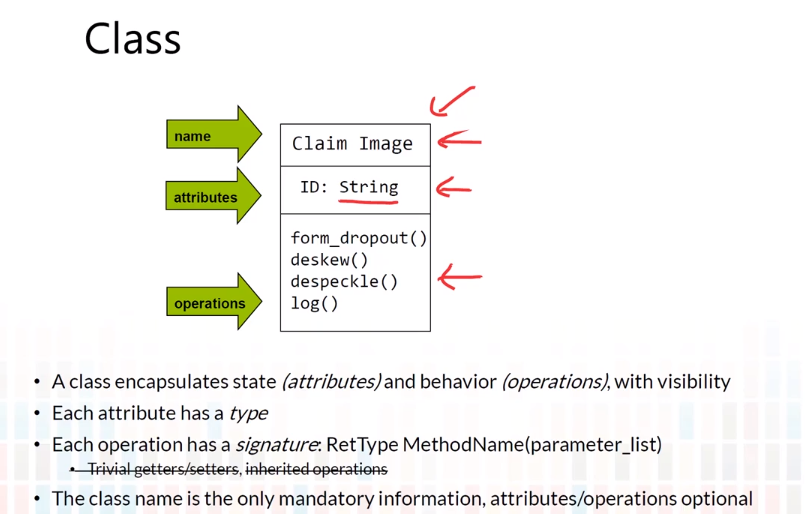 Class
name
Claim Image
attributes
ID: String
form_dropout()
deskew()
despeckle()
operations
log()
• A class encapsulates state (attributes) and behavior (operations), with visibility
• Each attribute has a type
• Each operation has a signature: RetType MethodName(parameter_list)
• Trivial getters/setters, inherited operations
• The class name is the only mandatory information, attributes/operations optional